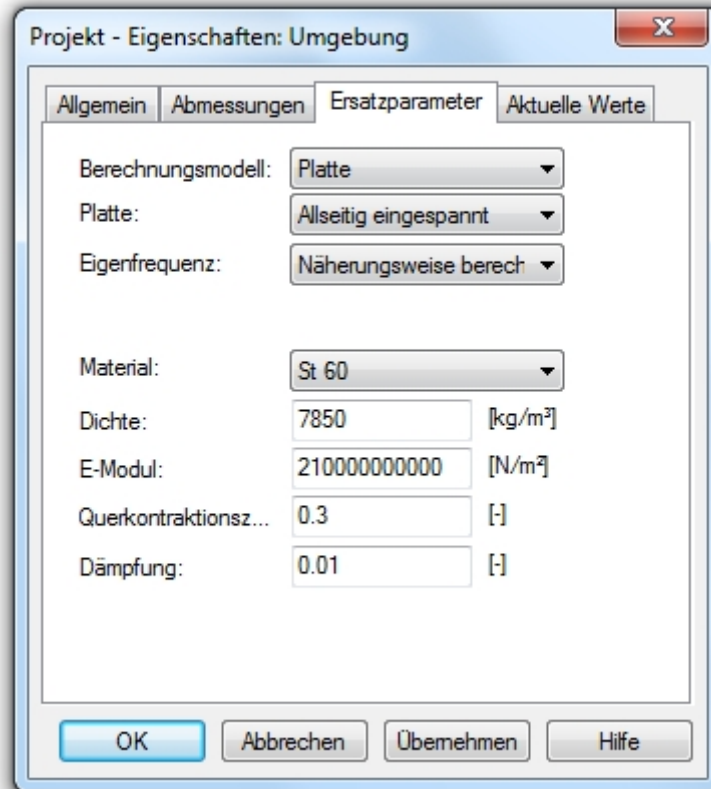 Projekt - Eigenschaften: Umgebung
Allgemein Abmessungen Ersatzparameter Aktuelle Werte
Berechnungsmodell: Platte
Platte: Allseitig eingespannt
Eigenfrequenz: Näherungsweise berech
Material: St 60
Dichte: 7850 [kg/m³]
E-Modul: 210000000000 [N/m²]
Querkontraktionsz... 0.3 [-]
Dämpfung: 0.01 [-]
OK Abbrechen Übernehmen Hilfe